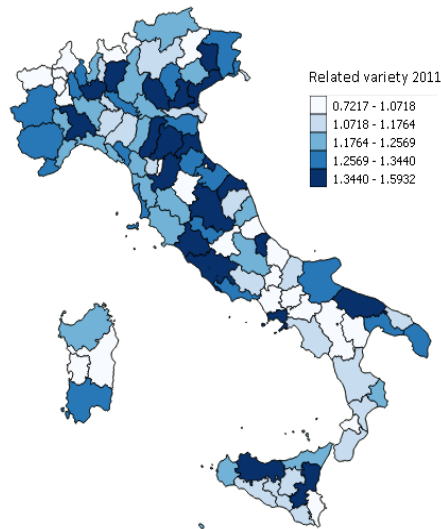 Related variety 2011
0.7217 - 1.0718
1.0718 - 1.1764
1.1764 - 1.2569
1.2569 - 1.3440
1.3440 - 1.5932